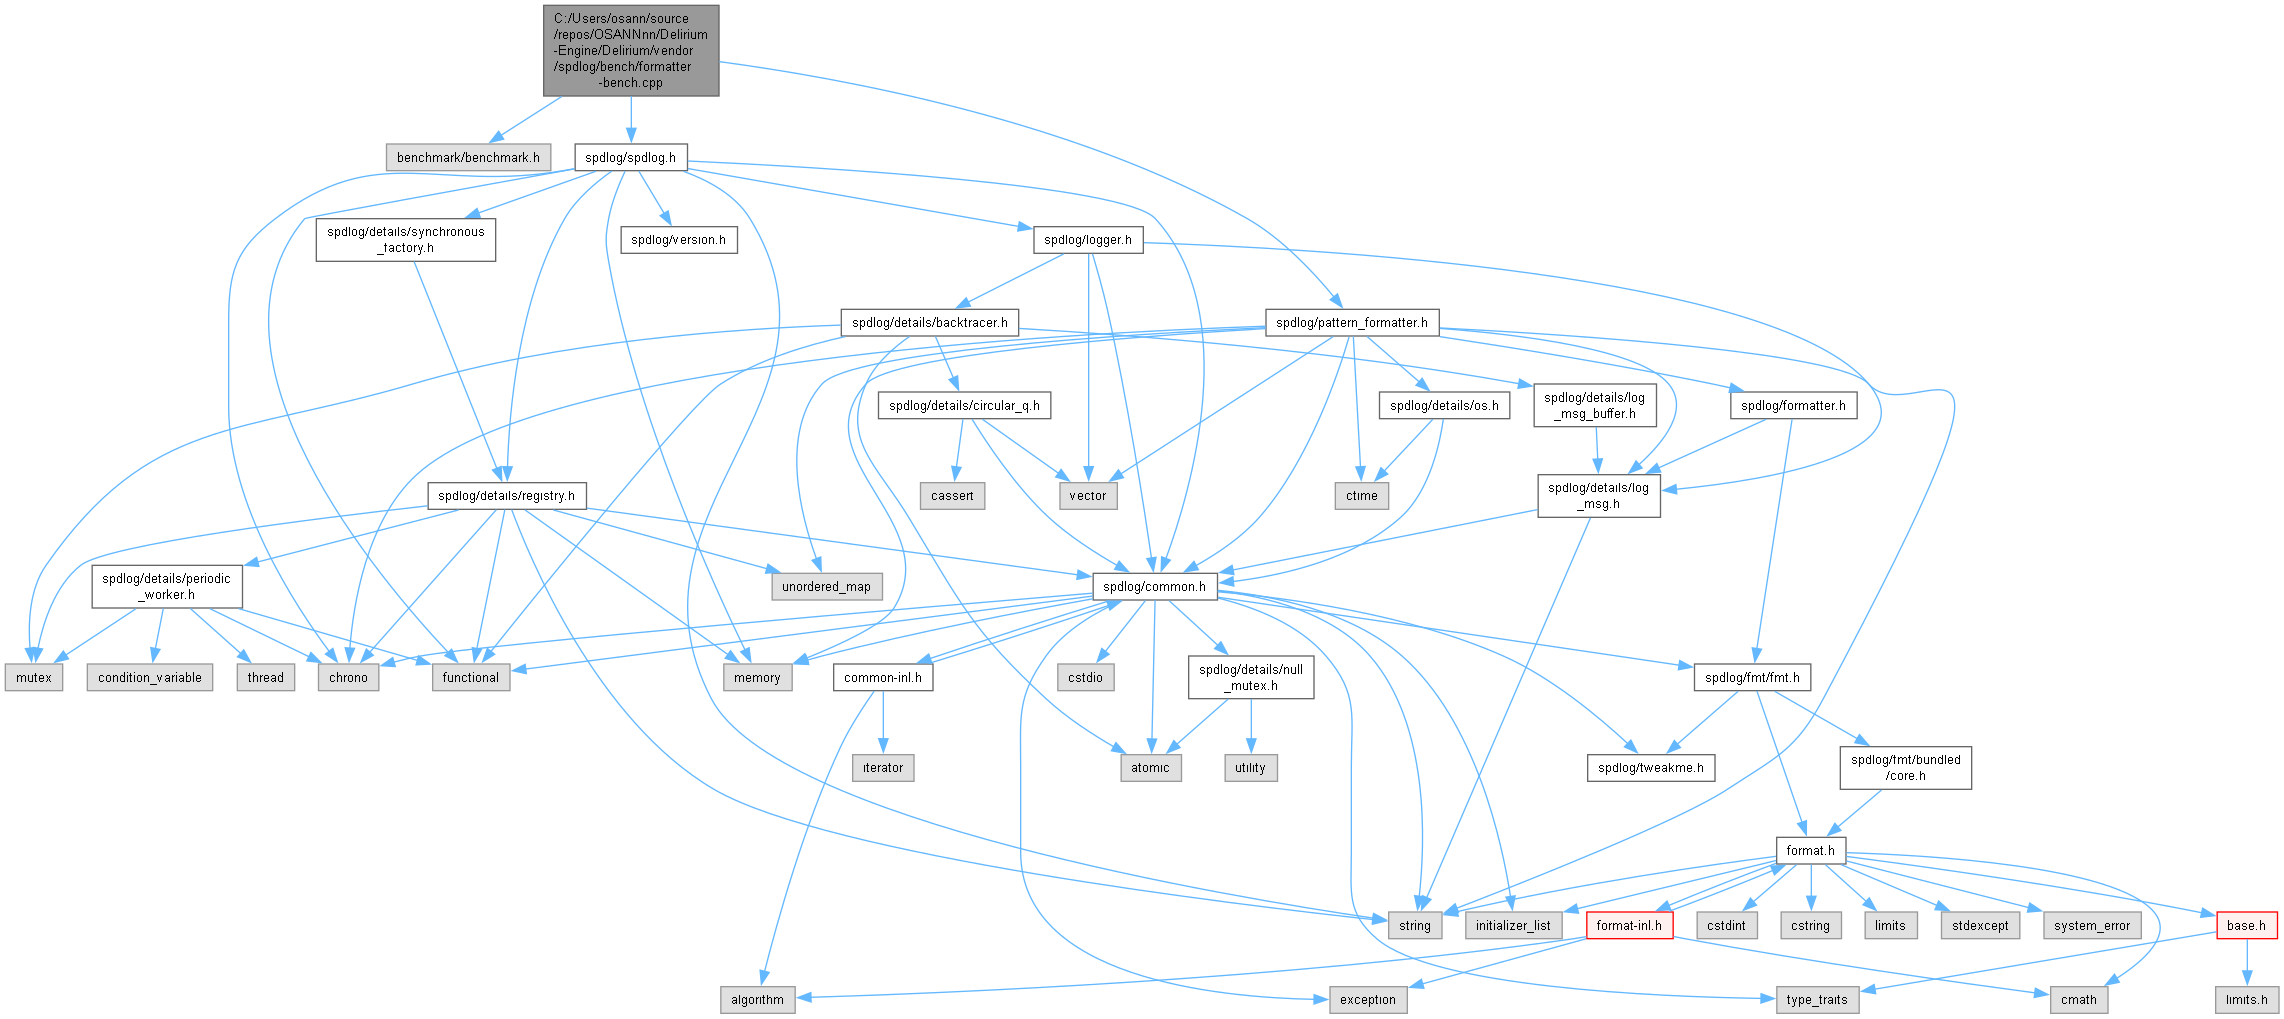 C:/Users/osann/source
/repos/OSANNnn/Delirium
-Engine/Delirium/vendor
/spdlog/bench/formatter
-bench.cpp
benchmark/benchmark.h
spdlog/spdlog.h
spdlog/details/synchronous
_factory.h
spdlog/version.h
spdlog/logger.h
spdlog/details/backtracer.h
spdlog/pattern_formatter.h
spdlog/details/circular_q.h
spdlog/details/os.h
spdlog/details/log
_msg_buffer.h
spdlog/formatter.h
spdlog/details/registry.h
cassert
vector
ctime
spdlog/details/log
_msg.h
spdlog/details/periodic
_worker.h
unordered_map
spdlog/common.h
mutex
condition_variable
thread
chrono
functional
memory
common-inl.h
cstdio
spdlog/details/null
_mutex.h
spdlog/fmt/fmt.h
iterator
atomic
utility
spdlog/tweakme.h
spdlog/fmt/bundled
/core.h
format.h
string
initializer_list
format-inl.h
cstdint
cstring
limits
stdexcept
system_error
base.h
algorithm
exception
type_traits
cmath
limits.h